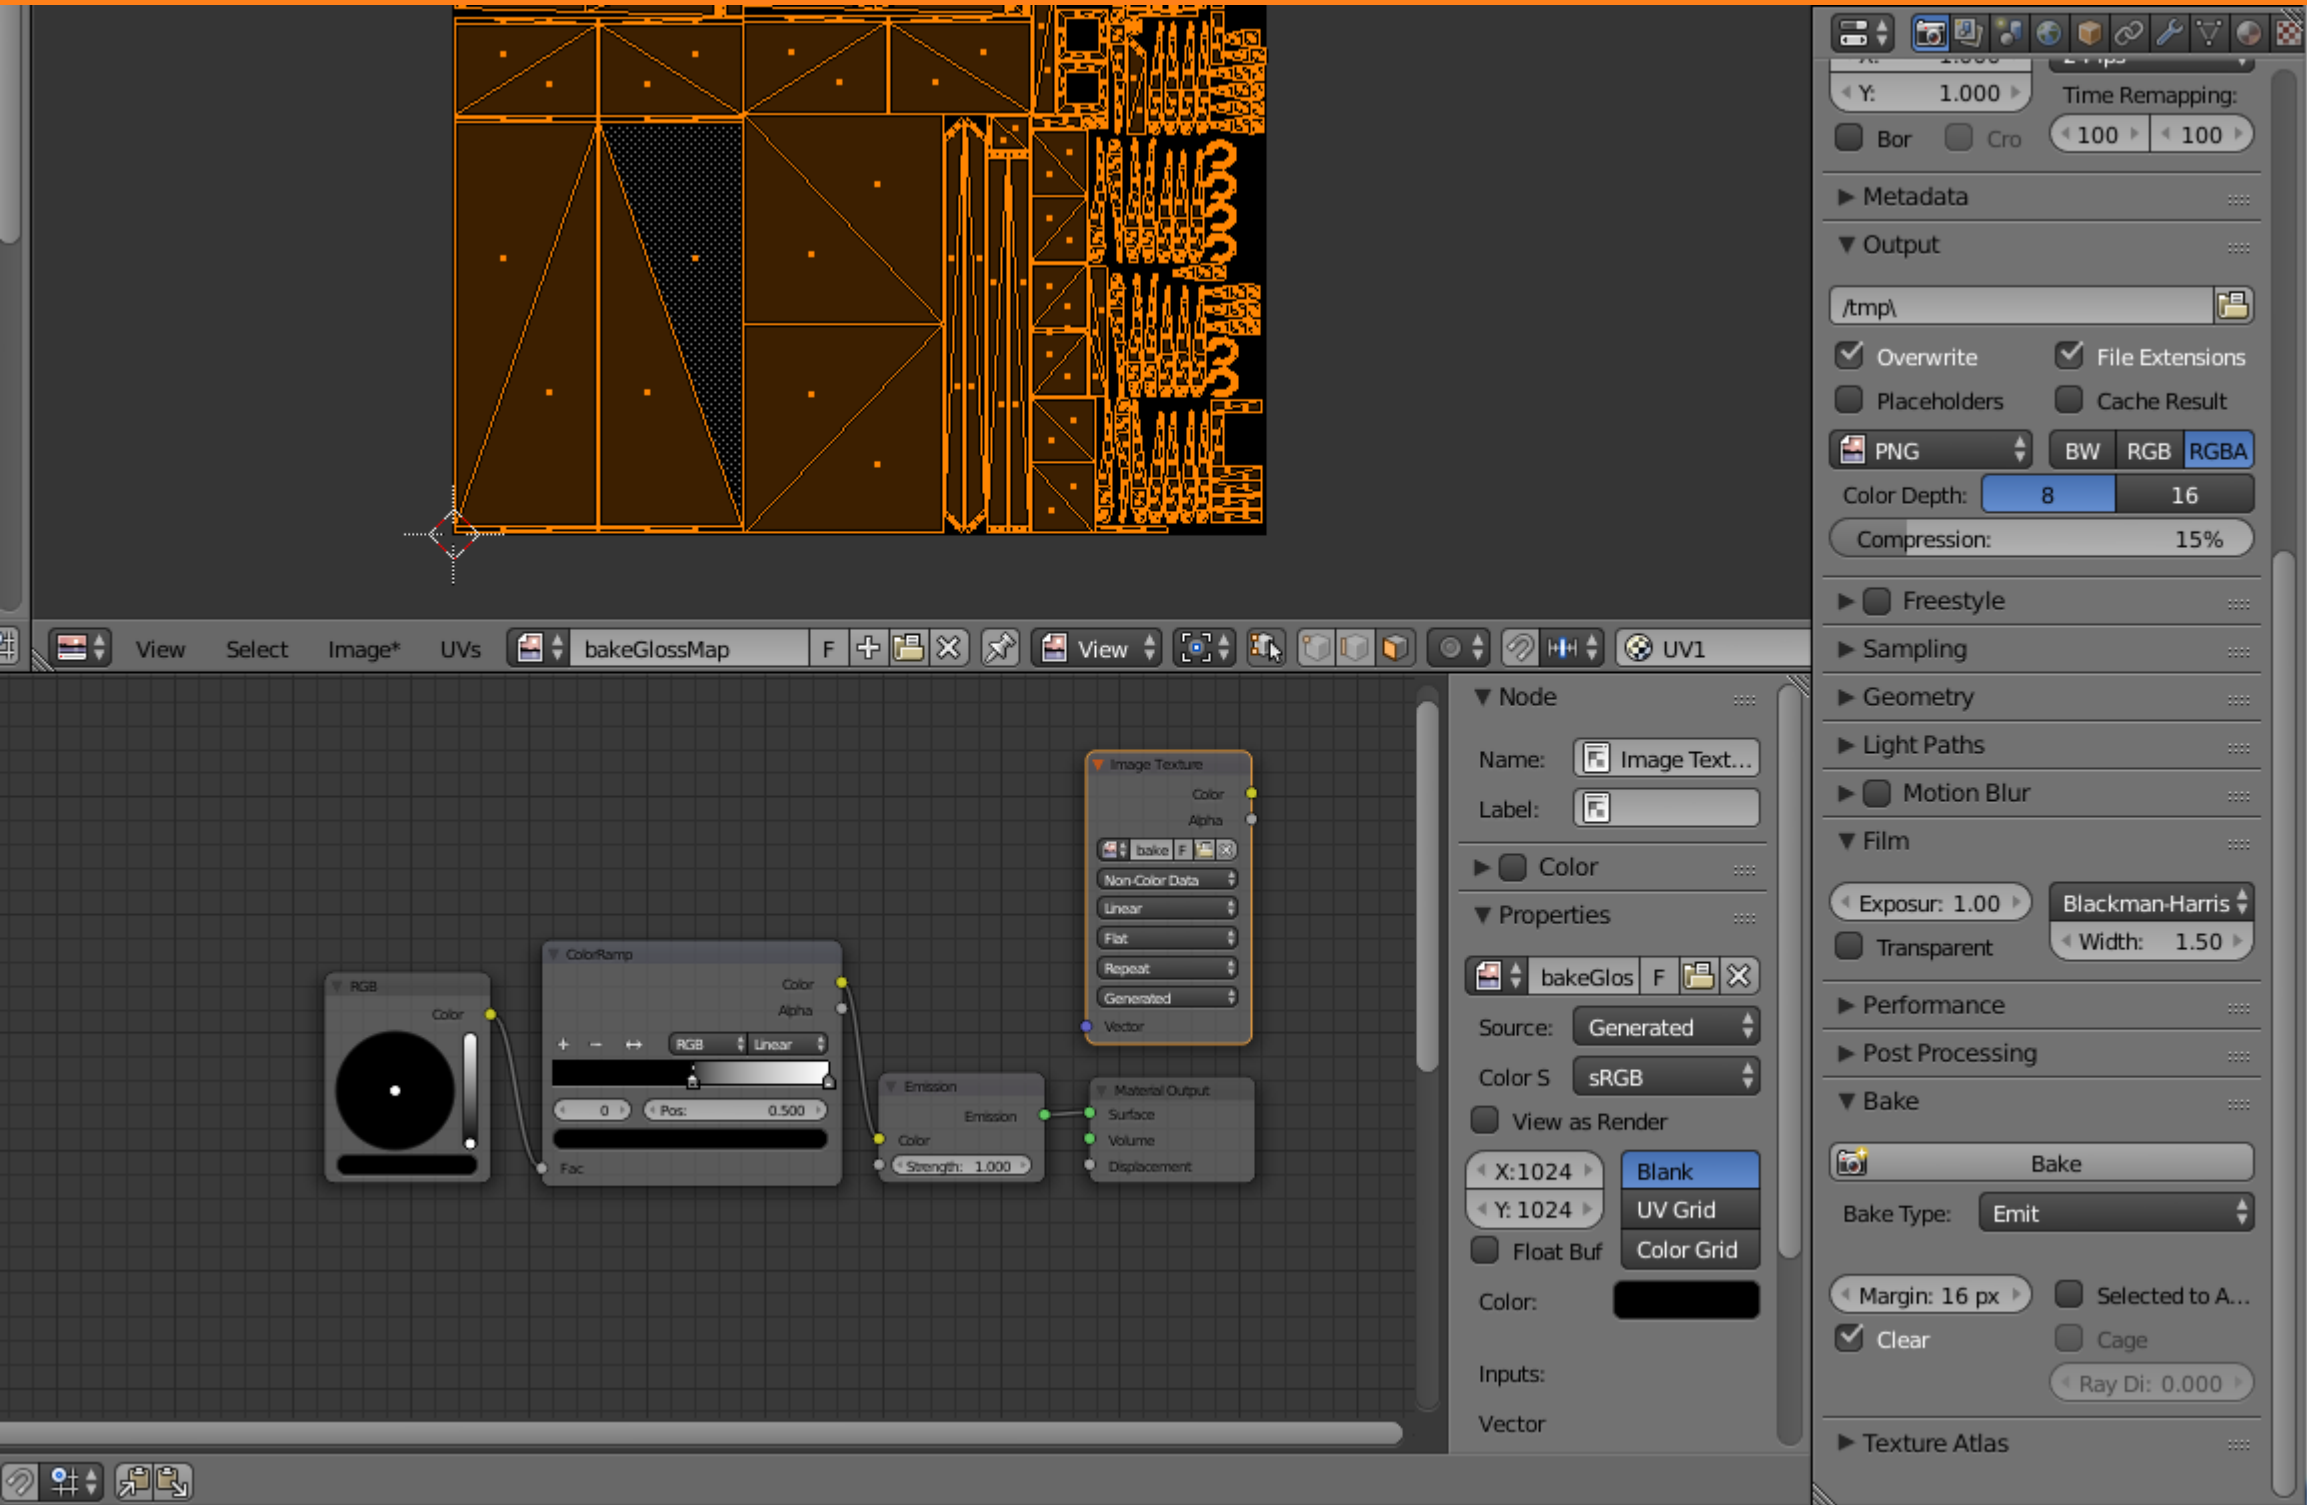 Y: 1.000
Time Remapping:
Bor
Cro
100
100
Metadata
Output
/tmp\
Overwrite
File Extensions
Placeholders
Cache Result
PNG
BW
RGB
RGBA
Color Depth:
8
16
Compression: 15%
Freestyle
Sampling
Geometry
Light Paths
Motion Blur
Film
Exposur: 1.00
Blackman-Harris
Transparent
Width: 1.50
Performance
Post Processing
Bake
Bake
Bake Type:
Emit
Margin: 16 px
Selected to A...
Clear
Cage
Ray Di: 0.000
Texture Atlas
View
Select
Image*
UVs
bakeGlossMap
F
View
UV1
Node
Name:
Image Text...
Label:
Color
Properties
bakeGlos
F
Source:
Generated
Color S
sRGB
View as Render
X:1024
Y: 1024
Blank
UV Grid
Color Grid
Float Buf
Color:
Inputs:
Vector
Image Texture
Color
Alpha
bake
F
Non-Color Data
Linear
Flat
Repeat
Generated
Vector
RGB
Color
ColorRamp
Color
Alpha
+ − ↔
RGB
Linear
0
Pos: 0.500
Fac
Emission
Emission
Color
Strength: 1.000
Material Output
Surface
Volume
Displacement